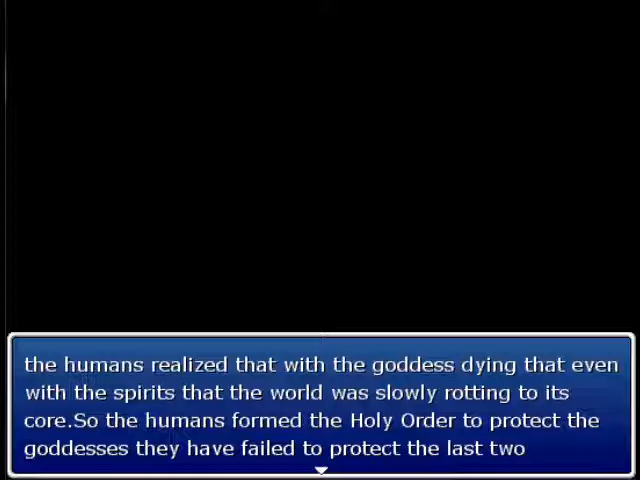 the humans realized that with the goddess dying that even
with the spirits that the world was slowly rotting to its
core.So the humans formed the Holy Order to protect the
goddesses they have failed to protect the last two